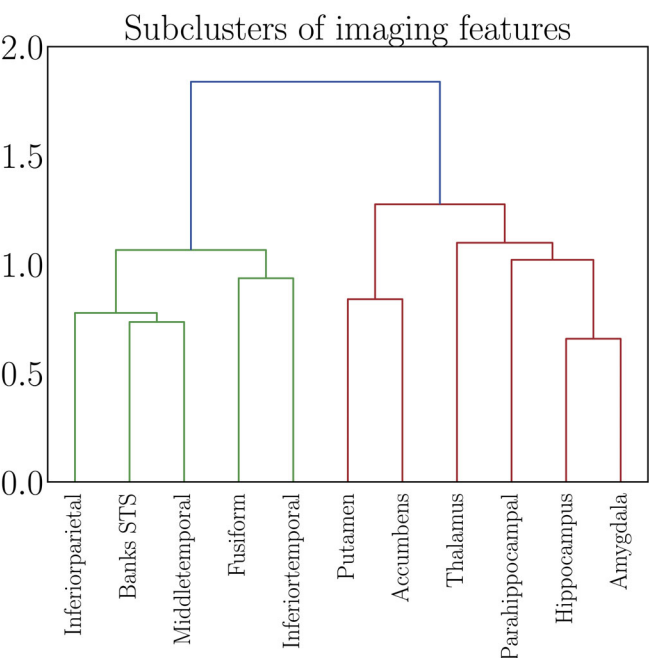 Subclusters of imaging features
2.0
1.5
1.0
0.5
0.0
Inferiorparietal
Banks STS
Middletemporal
Fusiform
Inferiortemporal
Putamen
Accumbens
Thalamus
Parahippocampal
Hippocampus
Amygdala